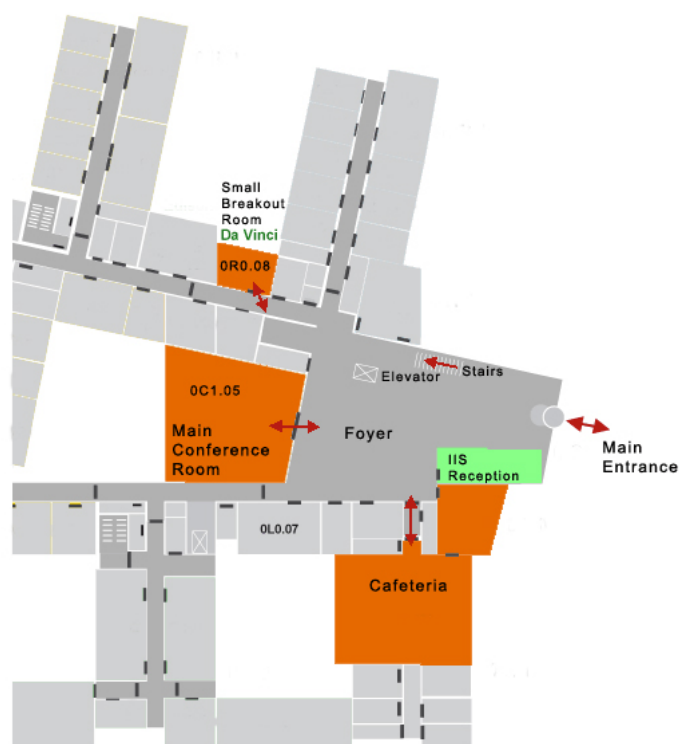 Small
Breakout
Room
Da Vinci
0R0.08
Elevator
Stairs
0C1.05
Main
Conference
Room
Foyer
Main
Entrance
IIS
Reception
0L0.07
Cafeteria